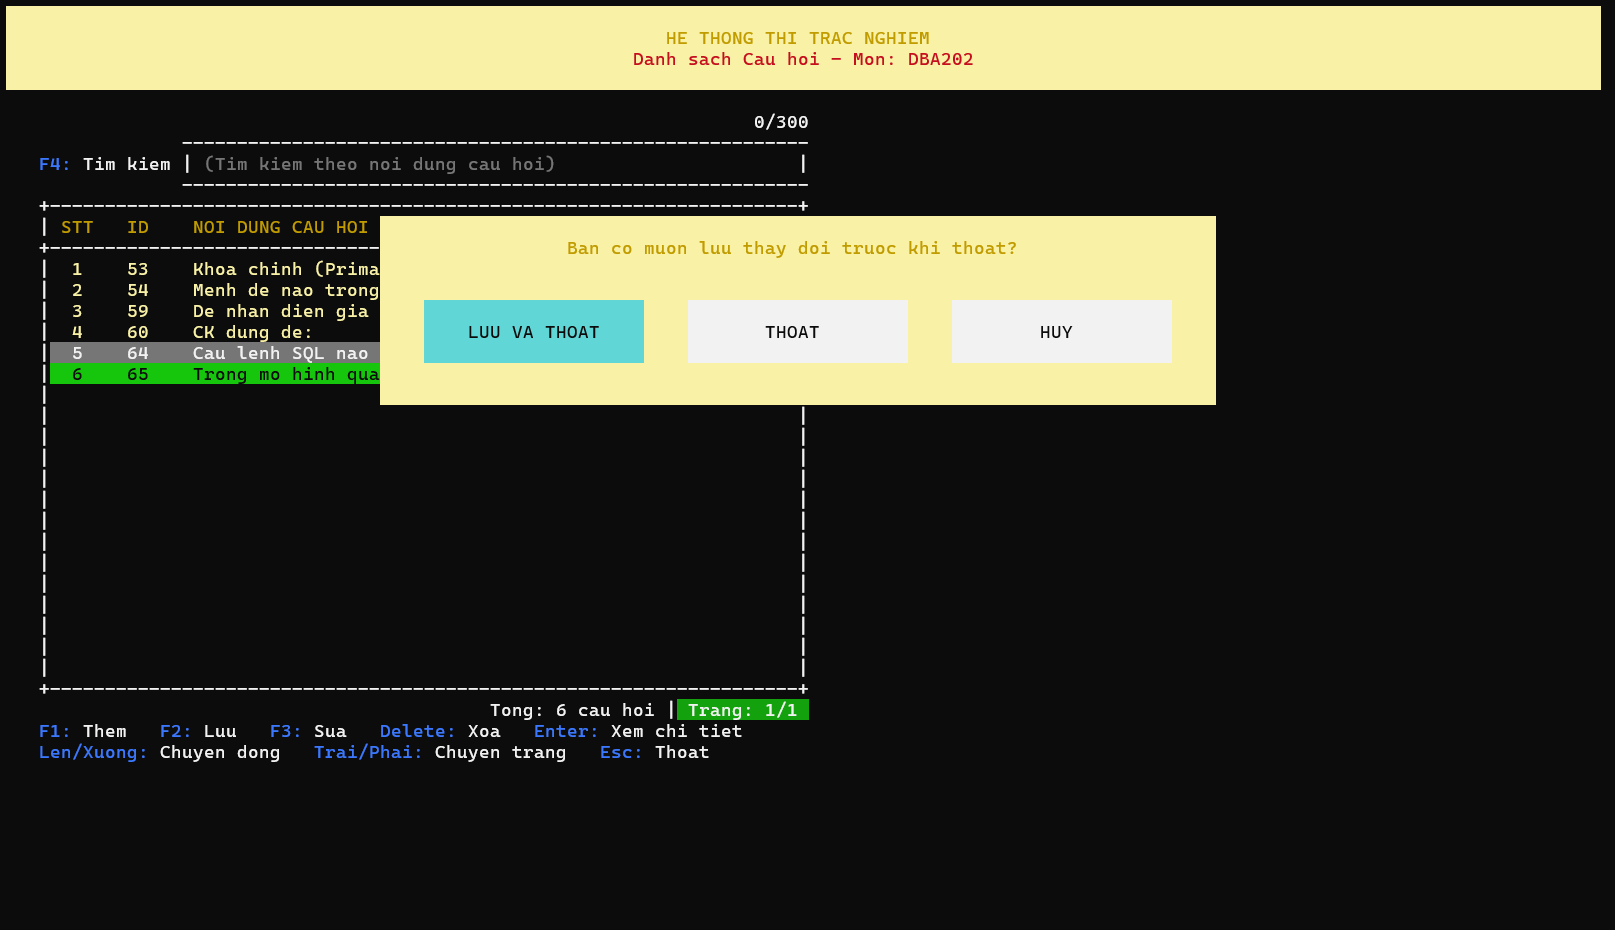 HE THONG THI TRAC NGHIEM
Danh sach Cau hoi - Mon: DBA202
0/300
F4: Tim kiem | (Tim kiem theo noi dung cau hoi) |
STT ID NOI DUNG CAU HOI
Ban co muon luu thay doi truoc khi thoat?
LUU VA THOAT THOAT HUY
1 53 Khoa chinh (Prima
2 54 Menh de nao trong
3 59 De nhan dien gia
4 60 CK dung de:
5 64 Cau lenh SQL nao
6 65 Trong mo hinh qua
Tong: 6 cau hoi | Trang: 1/1
F1: Them F2: Luu F3: Sua Delete: Xoa Enter: Xem chi tiet
Len/Xuong: Chuyen dong Trai/Phai: Chuyen trang Esc: Thoat